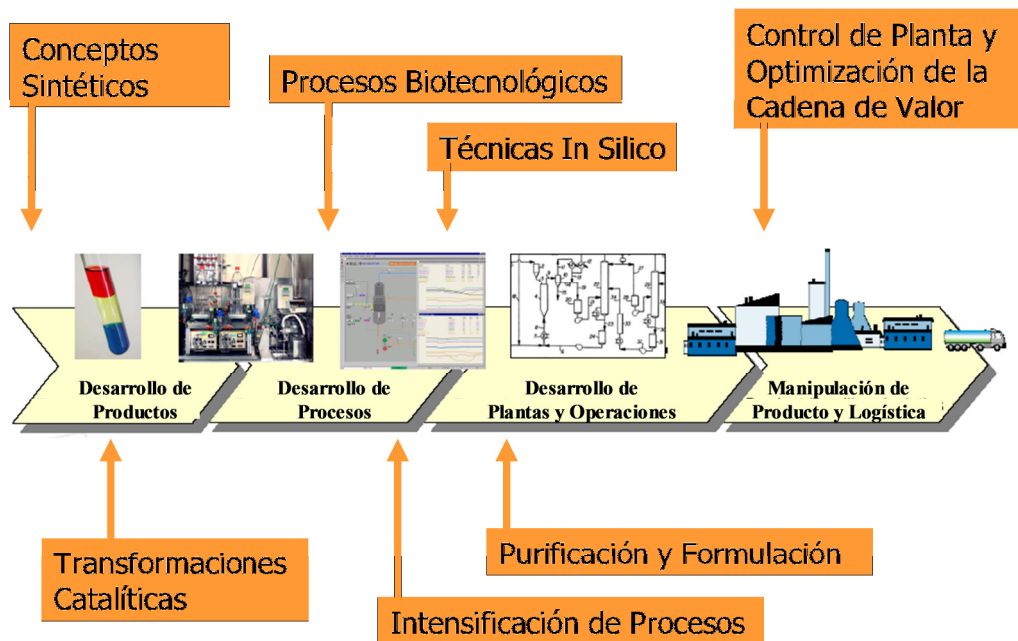 Conceptos
Sintéticos
Procesos Biotecnológicos
Técnicas In Silico
Control de Planta y
Optimización de la
Cadena de Valor
Desarrollo de
Productos
Desarrollo de
Procesos
Desarrollo de
Plantas y Operaciones
Manipulación de
Producto y Logística
Transformaciones
Catalíticas
Intensificación de Procesos
Purificación y Formulación